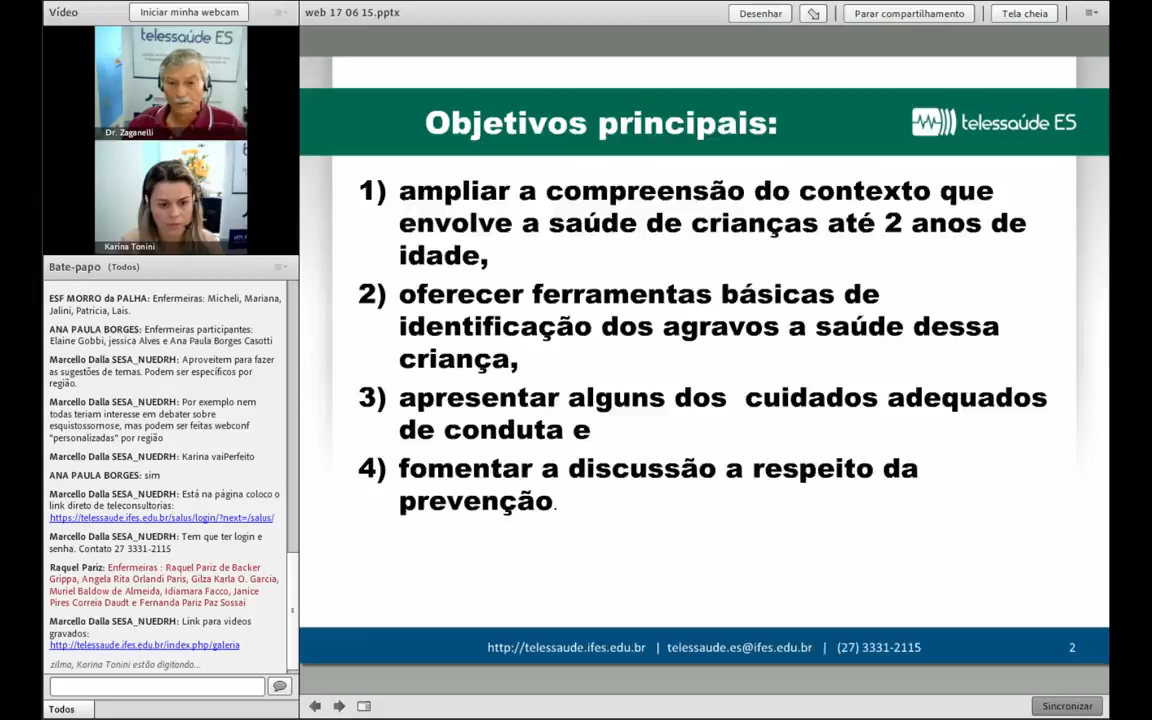 Vídeo
Iniciar minha webcam
telessaúde ES
Dr. Zaganelli
Karina Tonini
Bate-papo (Todos)
ESF MORRO da PALHA: Enfermeiras: Micheli, Mariana,
Jalini, Patricia, Lais.
ANA PAULA BORGES: Enfermeiras participantes:
Elaine Gobbi, jessica Alves e Ana Paula Borges Casotti
Marcello Dalla SESA_NUEDRH: Aproveitem para fazer
as sugestões de temas. Podem ser específicos por
região.
Marcello Dalla SESA_NUEDRH: Por exemplo nem
todas teriam interesse em debater sobre
esquistossomose, mas podem ser feitas webconf
"personalizadas" por região
Marcello Dalla SESA_NUEDRH: Karina vaiPerfeito
ANA PAULA BORGES: sim
Marcello Dalla SESA_NUEDRH: Está na página coloco o
link direto de teleconsultorias:
https://telessaude.ifes.edu.br/salus/login/?next=/salus/
Marcello Dalla SESA_NUEDRH: Tem que ter login e
senha. Contato 27 3331-2115
Raquel Pariz: Enfermeiras : Raquel Pariz de Backer
Grippa, Angela Rita Orlandi Paris, Gilza Karla O. Garcia,
Muriel Baldow de Almeida, Idiamara Facco, Janice
Pires Correia Daudt e Fernanda Pariz Paz Sossai
Marcello Dalla SESA_NUEDRH: Link para videos
gravados:
http://telessaude.ifes.edu.br/index.php/galeria
zilma, Karina Tonini estão digitando...
Todos
web 17 06 15.pptx
Desenhar
Parar compartilhamento
Tela cheia
Objetivos principais:
telessaúde ES
1) ampliar a compreensão do contexto que
envolve a saúde de crianças até 2 anos de
idade,
2) oferecer ferramentas básicas de
identificação dos agravos a saúde dessa
criança,
3) apresentar alguns dos cuidados adequados
de conduta e
4) fomentar a discussão a respeito da
prevenção.
http://telessaude.ifes.edu.br | telessaude.es@ifes.edu.br | (27) 3331-2115
2
Sincronizar